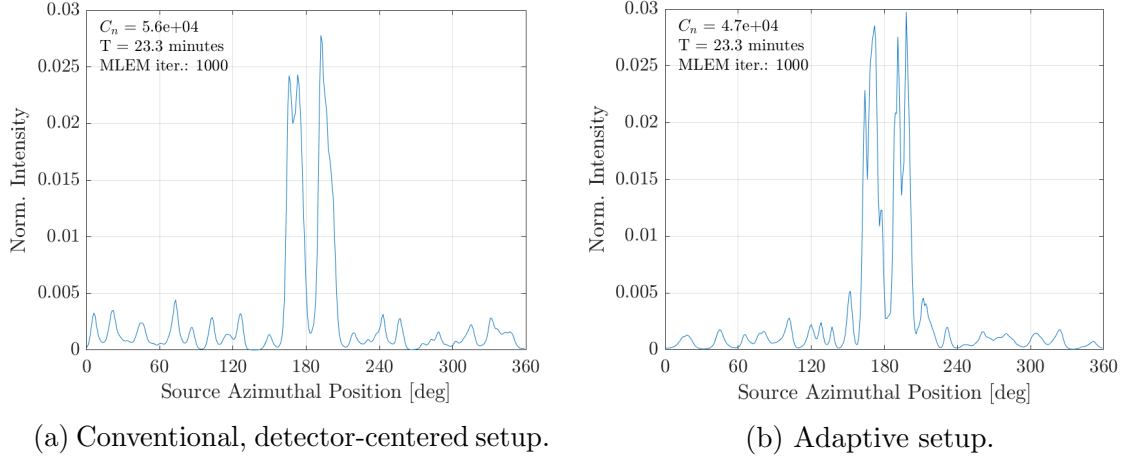 C_n = 5.6e+04
T = 23.3 minutes
MLEM iter.: 1000
Norm. Intensity
0.03
0.025
0.02
0.015
0.01
0.005
0
0 60 120 180 240 300 360
Source Azimuthal Position [deg]
(a) Conventional, detector-centered setup.
C_n = 4.7e+04
T = 23.3 minutes
MLEM iter.: 1000
Norm. Intensity
0.03
0.025
0.02
0.015
0.01
0.005
0
0 60 120 180 240 300 360
Source Azimuthal Position [deg]
(b) Adaptive setup.